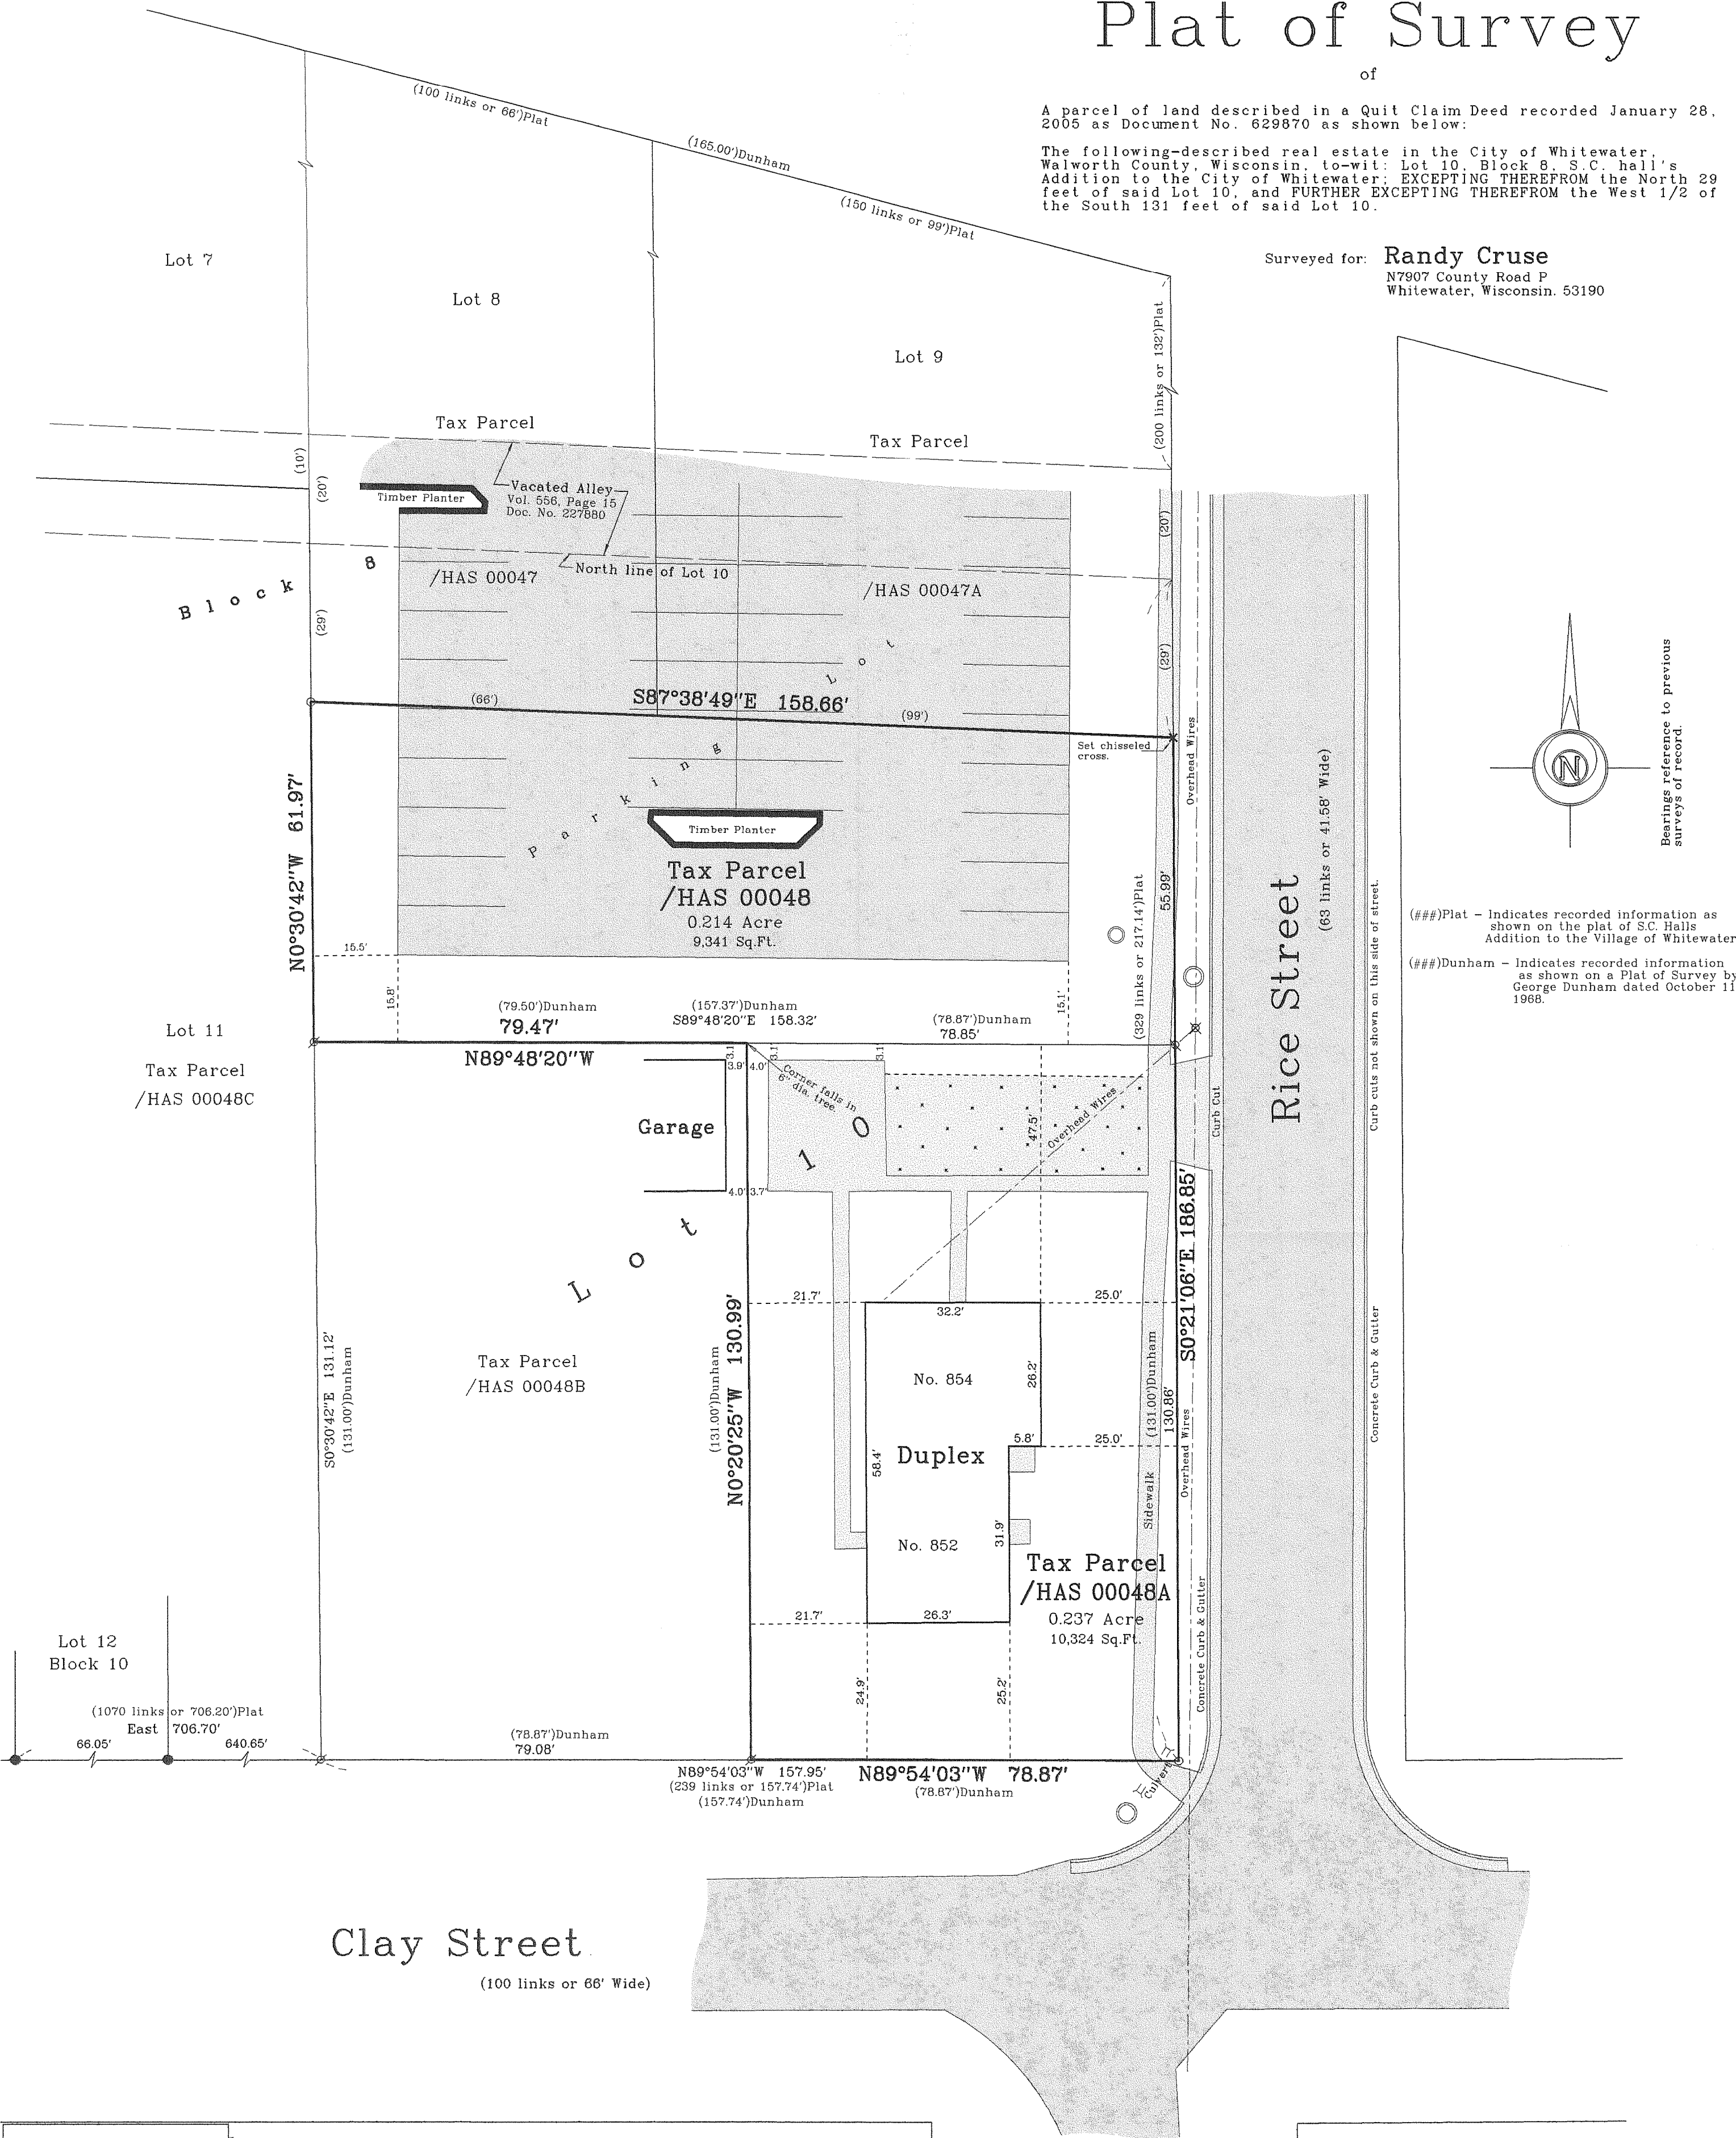 Plat of Survey
of
A parcel of land described in a Quit Claim Deed recorded January 28,
2005 as Document No. 629870 as shown below:
The following-described real estate in the City of Whitewater,
Walworth County, Wisconsin, to-wit: Lot 10, Block 8, S.C. hall's
Addition to the City of Whitewater; EXCEPTING THEREFROM the North 29
feet of said Lot 10, and FURTHER EXCEPTING THEREFROM the West 1/2 of
the South 131 feet of said Lot 10.
Surveyed for: Randy Cruse
N7907 County Road P
Whitewater, Wisconsin. 53190
(100 links or 66')Plat
(165.00')Dunham
(150 links or 99')Plat
(200 links or 132')Plat
Lot 7
Lot 8
Lot 9
Tax Parcel
Tax Parcel
(10')
(20')
Timber Planter
Vacated Alley
Vol. 556, Page 15
Doc. No. 227880
(20')
Block 8
/HAS 00047
North line of Lot 10
/HAS 00047A
(29')
(29')
(66')
S87°38'49"E 158.66'
(99')
Set chisseled
cross.
Overhead Wires
Parking Lot
N0°30'42"W 61.97'
Timber Planter
Tax Parcel
/HAS 00048
0.214 Acre
9,341 Sq.Ft.
55.99'
(329 links or 217.14')Plat
15.5'
15.8'
15.1'
Rice Street
(63 links or 41.58' Wide)
Curb cuts not shown on this side of street.
N
Bearings reference to previous
surveys of record.
(###)Plat - Indicates recorded information as
shown on the plat of S.C. Halls
Addition to the Village of Whitewater
(###)Dunham - Indicates recorded information
as shown on a Plat of Survey by
George Dunham dated October 11
1968.
(79.50')Dunham
79.47'
(157.37')Dunham
S89°48'20"E 158.32'
(78.87')Dunham
78.85'
N89°48'20"W
Lot 11
Tax Parcel
/HAS 00048C
3.1'
3.1'
3.1'
3.9'
4.0'
Corner falls in
6" dia. tree.
Garage
4.0'
3.7'
47.5'
Overhead Wires
Curb Cut
Lot 10
S0°21'06"E 186.85'
21.7'
32.2'
25.0'
N0°20'25"W 130.99'
(131.00')Dunham
S0°30'42"E 131.12'
(131.00')Dunham
Tax Parcel
/HAS 00048B
No. 854
26.2'
(131.00')Dunham
130.86'
5.8'
25.0'
Duplex
58.4'
Sidewalk
Overhead Wires
Concrete Curb & Gutter
No. 852
31.9'
Tax Parcel
/HAS 00048A
0.237 Acre
10,324 Sq.Ft.
21.7'
26.3'
Concrete Curb & Gutter
24.9'
25.2'
Lot 12
Block 10
(1070 links or 706.20')Plat
East 706.70'
66.05'
640.65'
(78.87')Dunham
79.08'
N89°54'03"W 157.95'
(239 links or 157.74')Plat
(157.74')Dunham
N89°54'03"W 78.87'
(78.87')Dunham
Culvert
Clay Street
(100 links or 66' Wide)